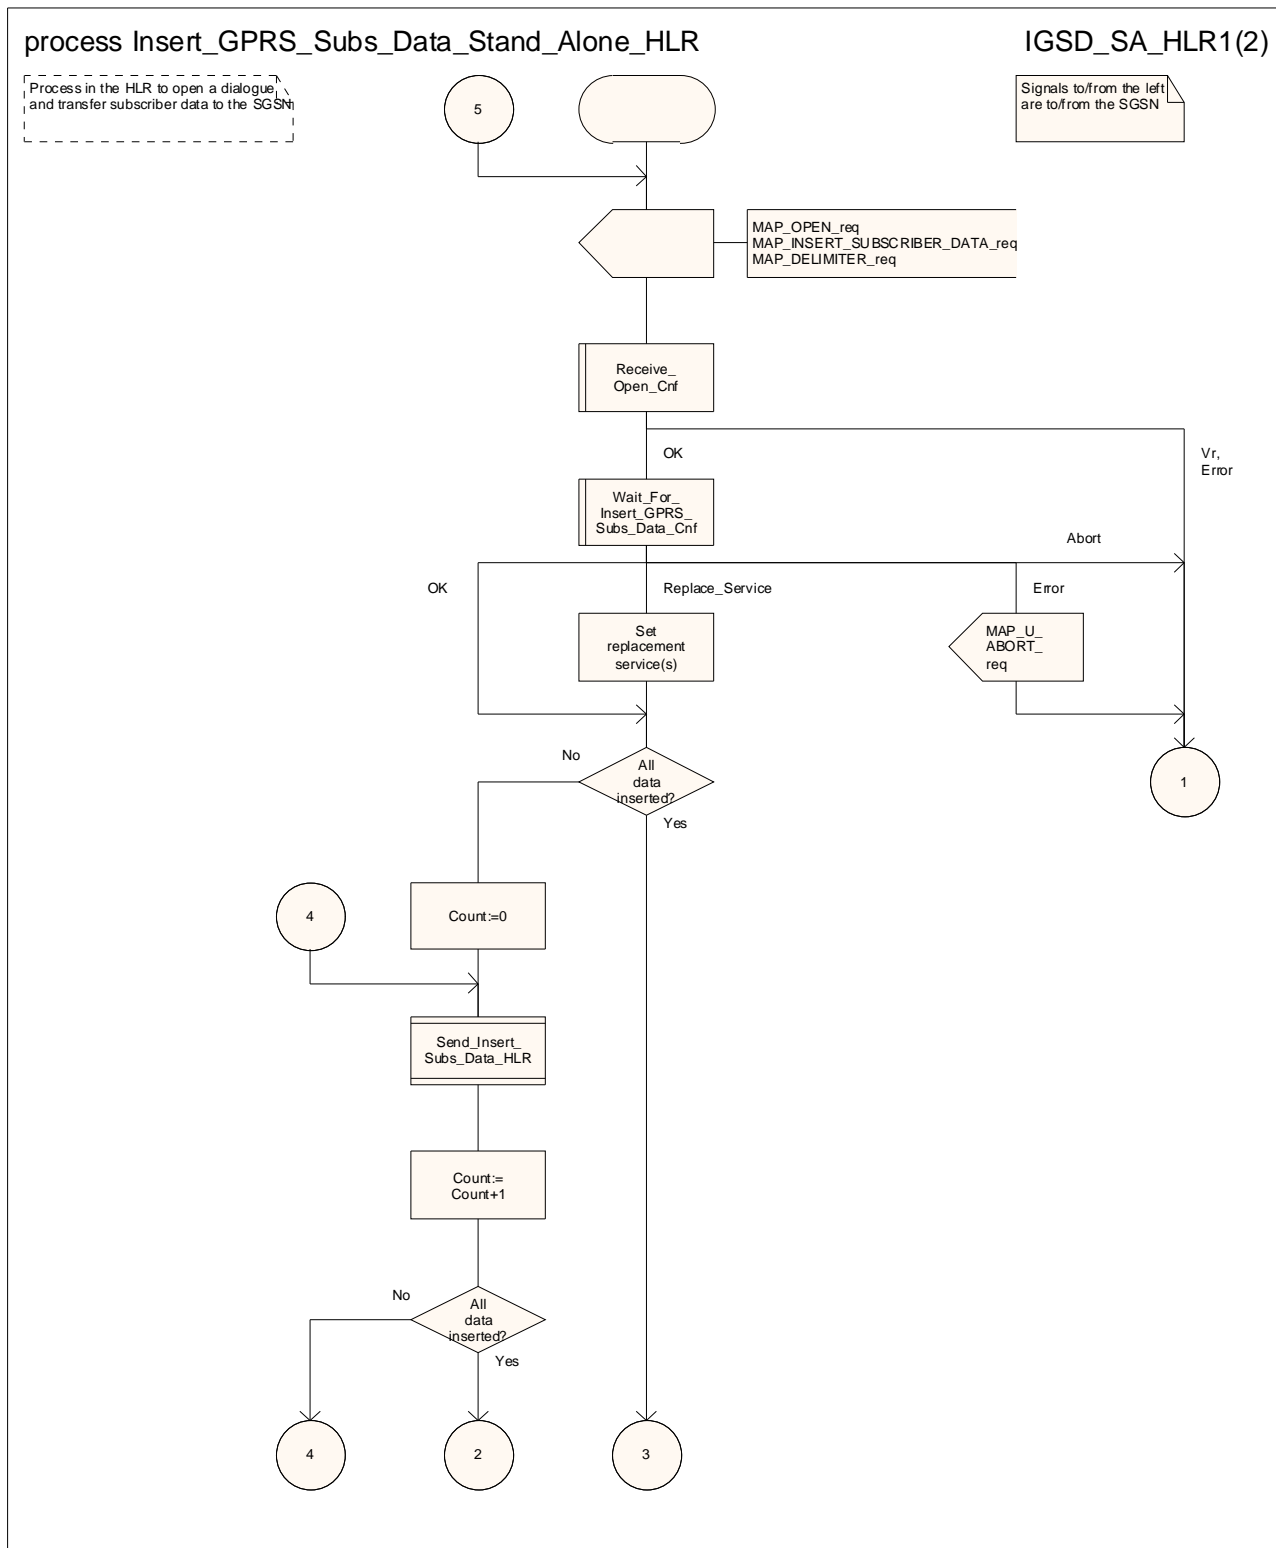 process Insert_GPRS_Subs_Data_Stand_Alone_HLR
IGSD_SA_HLR1(2)
Process in the HLR to open a dialogue
and transfer subscriber data to the SGSN
5
Signals to/from the left
are to/from the SGSN
MAP_OPEN_req
MAP_INSERT_SUBSCRIBER_DATA_req
MAP_DELIMITER_req
Receive_
Open_Cnf
OK
Vr,
Error
Wait_For_
Insert_GPRS_
Subs_Data_Cnf
Abort
OK
Replace_Service
Error
Set
replacement
service(s)
MAP_U_
ABORT_
req
No
All
data
inserted?
Yes
1
4
Count:=0
Send_Insert_
Subs_Data_HLR
Count:=
Count+1
No
All
data
inserted?
Yes
4
2
3